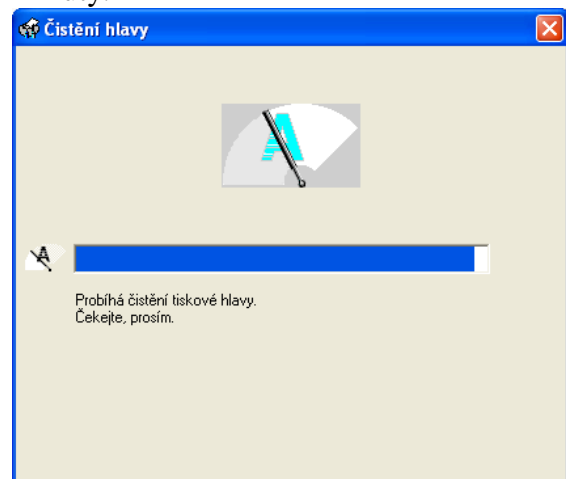 Čistění hlavy
A
Probíhá čistění tiskové hlavy.
Čekejte, prosím.